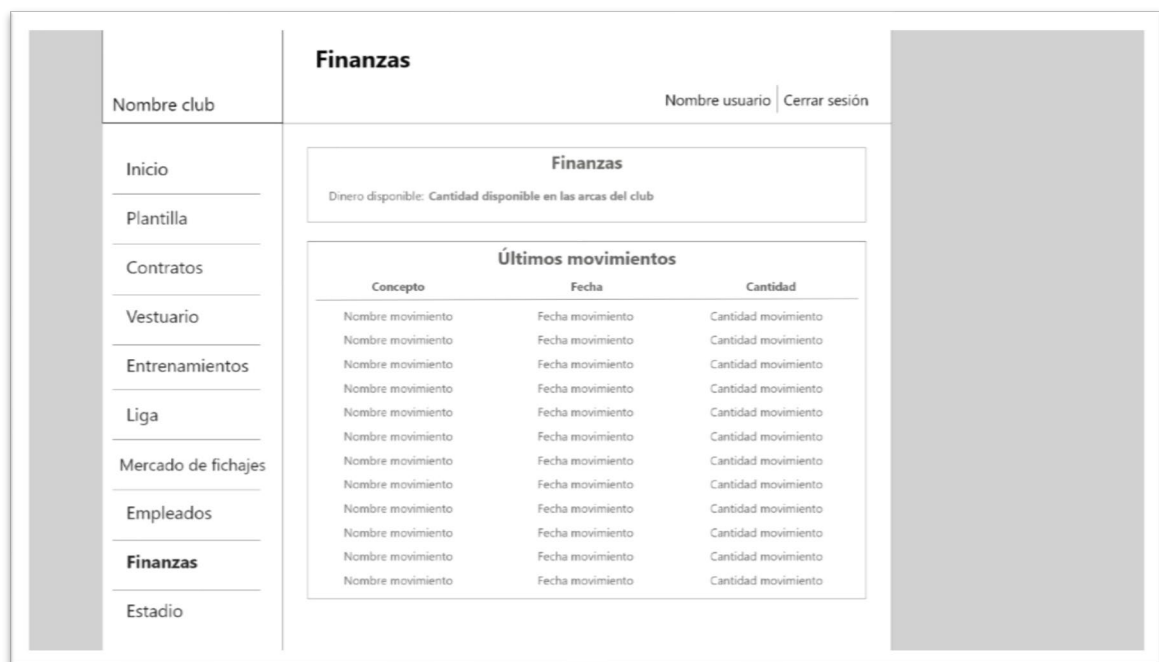 Finanzas
Nombre club
Nombre usuario Cerrar sesión
Inicio
Plantilla
Contratos
Vestuario
Entrenamientos
Liga
Mercado de fichajes
Empleados
Finanzas
Estadio
Finanzas
Dinero disponible: Cantidad disponible en las arcas del club
Últimos movimientos
Concepto Fecha Cantidad
Nombre movimiento Fecha movimiento Cantidad movimiento
Nombre movimiento Fecha movimiento Cantidad movimiento
Nombre movimiento Fecha movimiento Cantidad movimiento
Nombre movimiento Fecha movimiento Cantidad movimiento
Nombre movimiento Fecha movimiento Cantidad movimiento
Nombre movimiento Fecha movimiento Cantidad movimiento
Nombre movimiento Fecha movimiento Cantidad movimiento
Nombre movimiento Fecha movimiento Cantidad movimiento
Nombre movimiento Fecha movimiento Cantidad movimiento
Nombre movimiento Fecha movimiento Cantidad movimiento
Nombre movimiento Fecha movimiento Cantidad movimiento
Nombre movimiento Fecha movimiento Cantidad movimiento